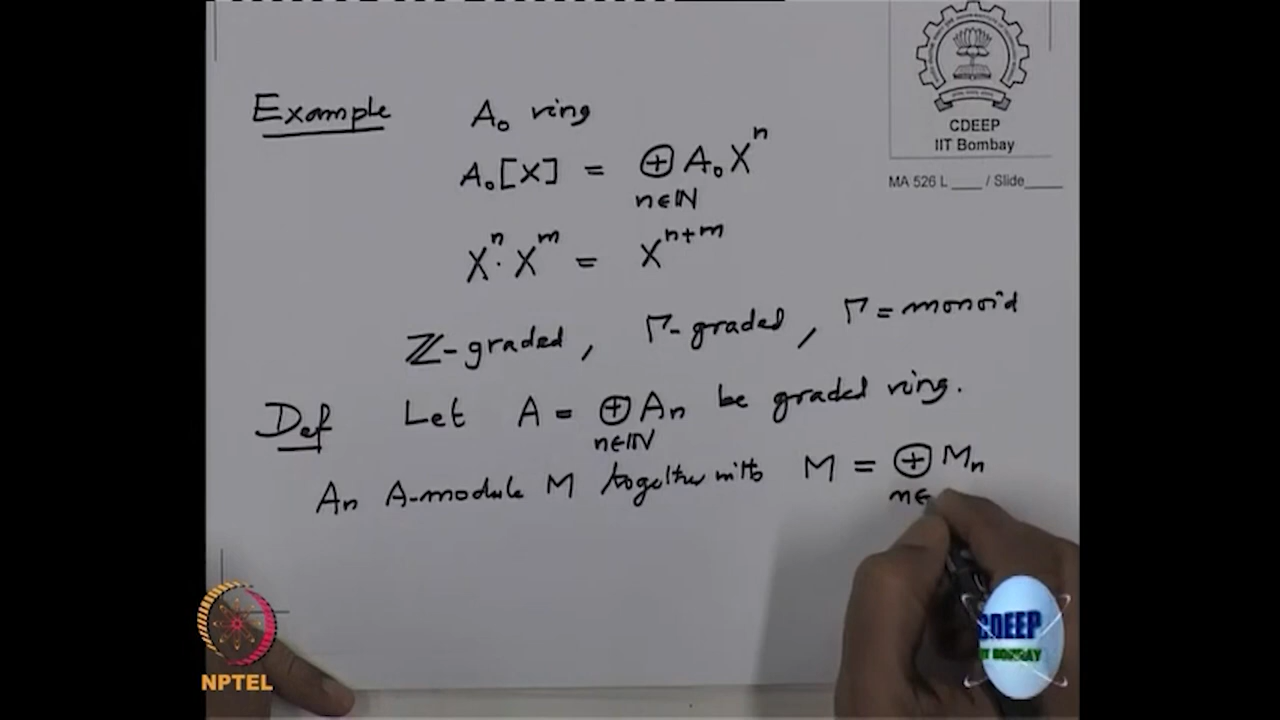 CDEEP
IIT Bombay
MA 526 L ____ / Slide_____
Example A₀ ring
A₀[X] = ⊕ A₀Xⁿ
n∈ℕ
Xⁿ· Xᵐ = Xⁿ⁺ᵐ
ℤ-graded, Γ-graded, Γ = monoid
Def Let A = ⊕ Aₙ be graded ring.
n∈ℕ
An A-module M together with M = ⊕ Mₙ
n∈
NPTEL
CDEEP
IIT BOMBAY